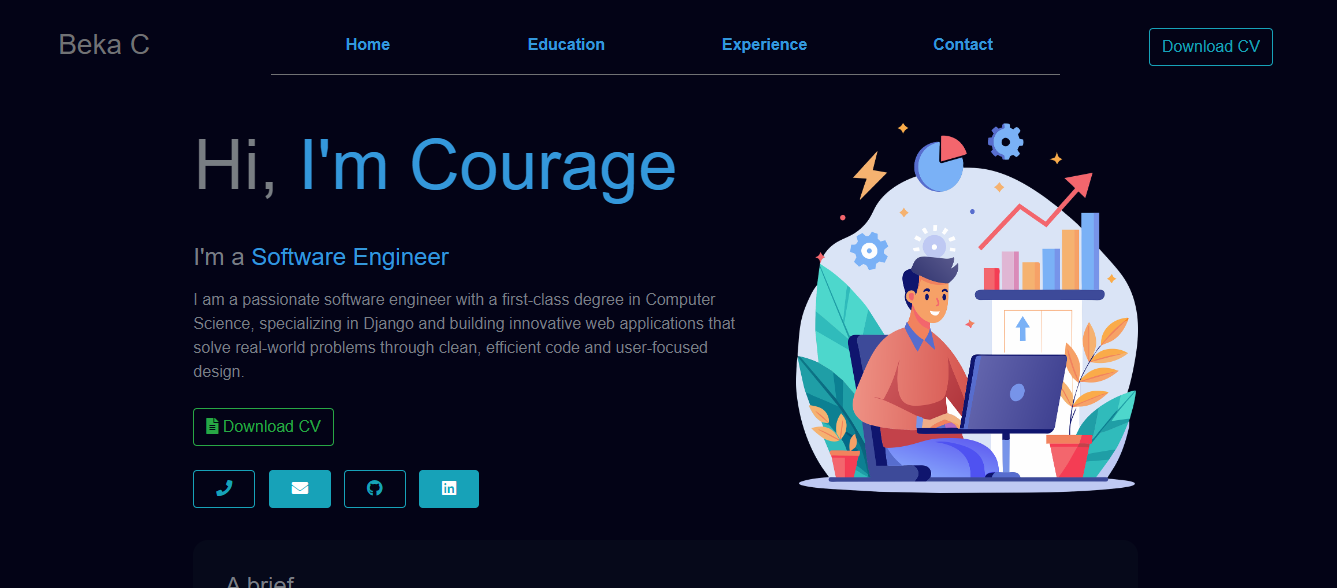 Beka C
Home
Education
Experience
Contact
Download CV
Hi, I'm Courage
I'm a Software Engineer
I am a passionate software engineer with a first-class degree in Computer
Science, specializing in Django and building innovative web applications that
solve real-world problems through clean, efficient code and user-focused
design.
Download CV
in
A brief